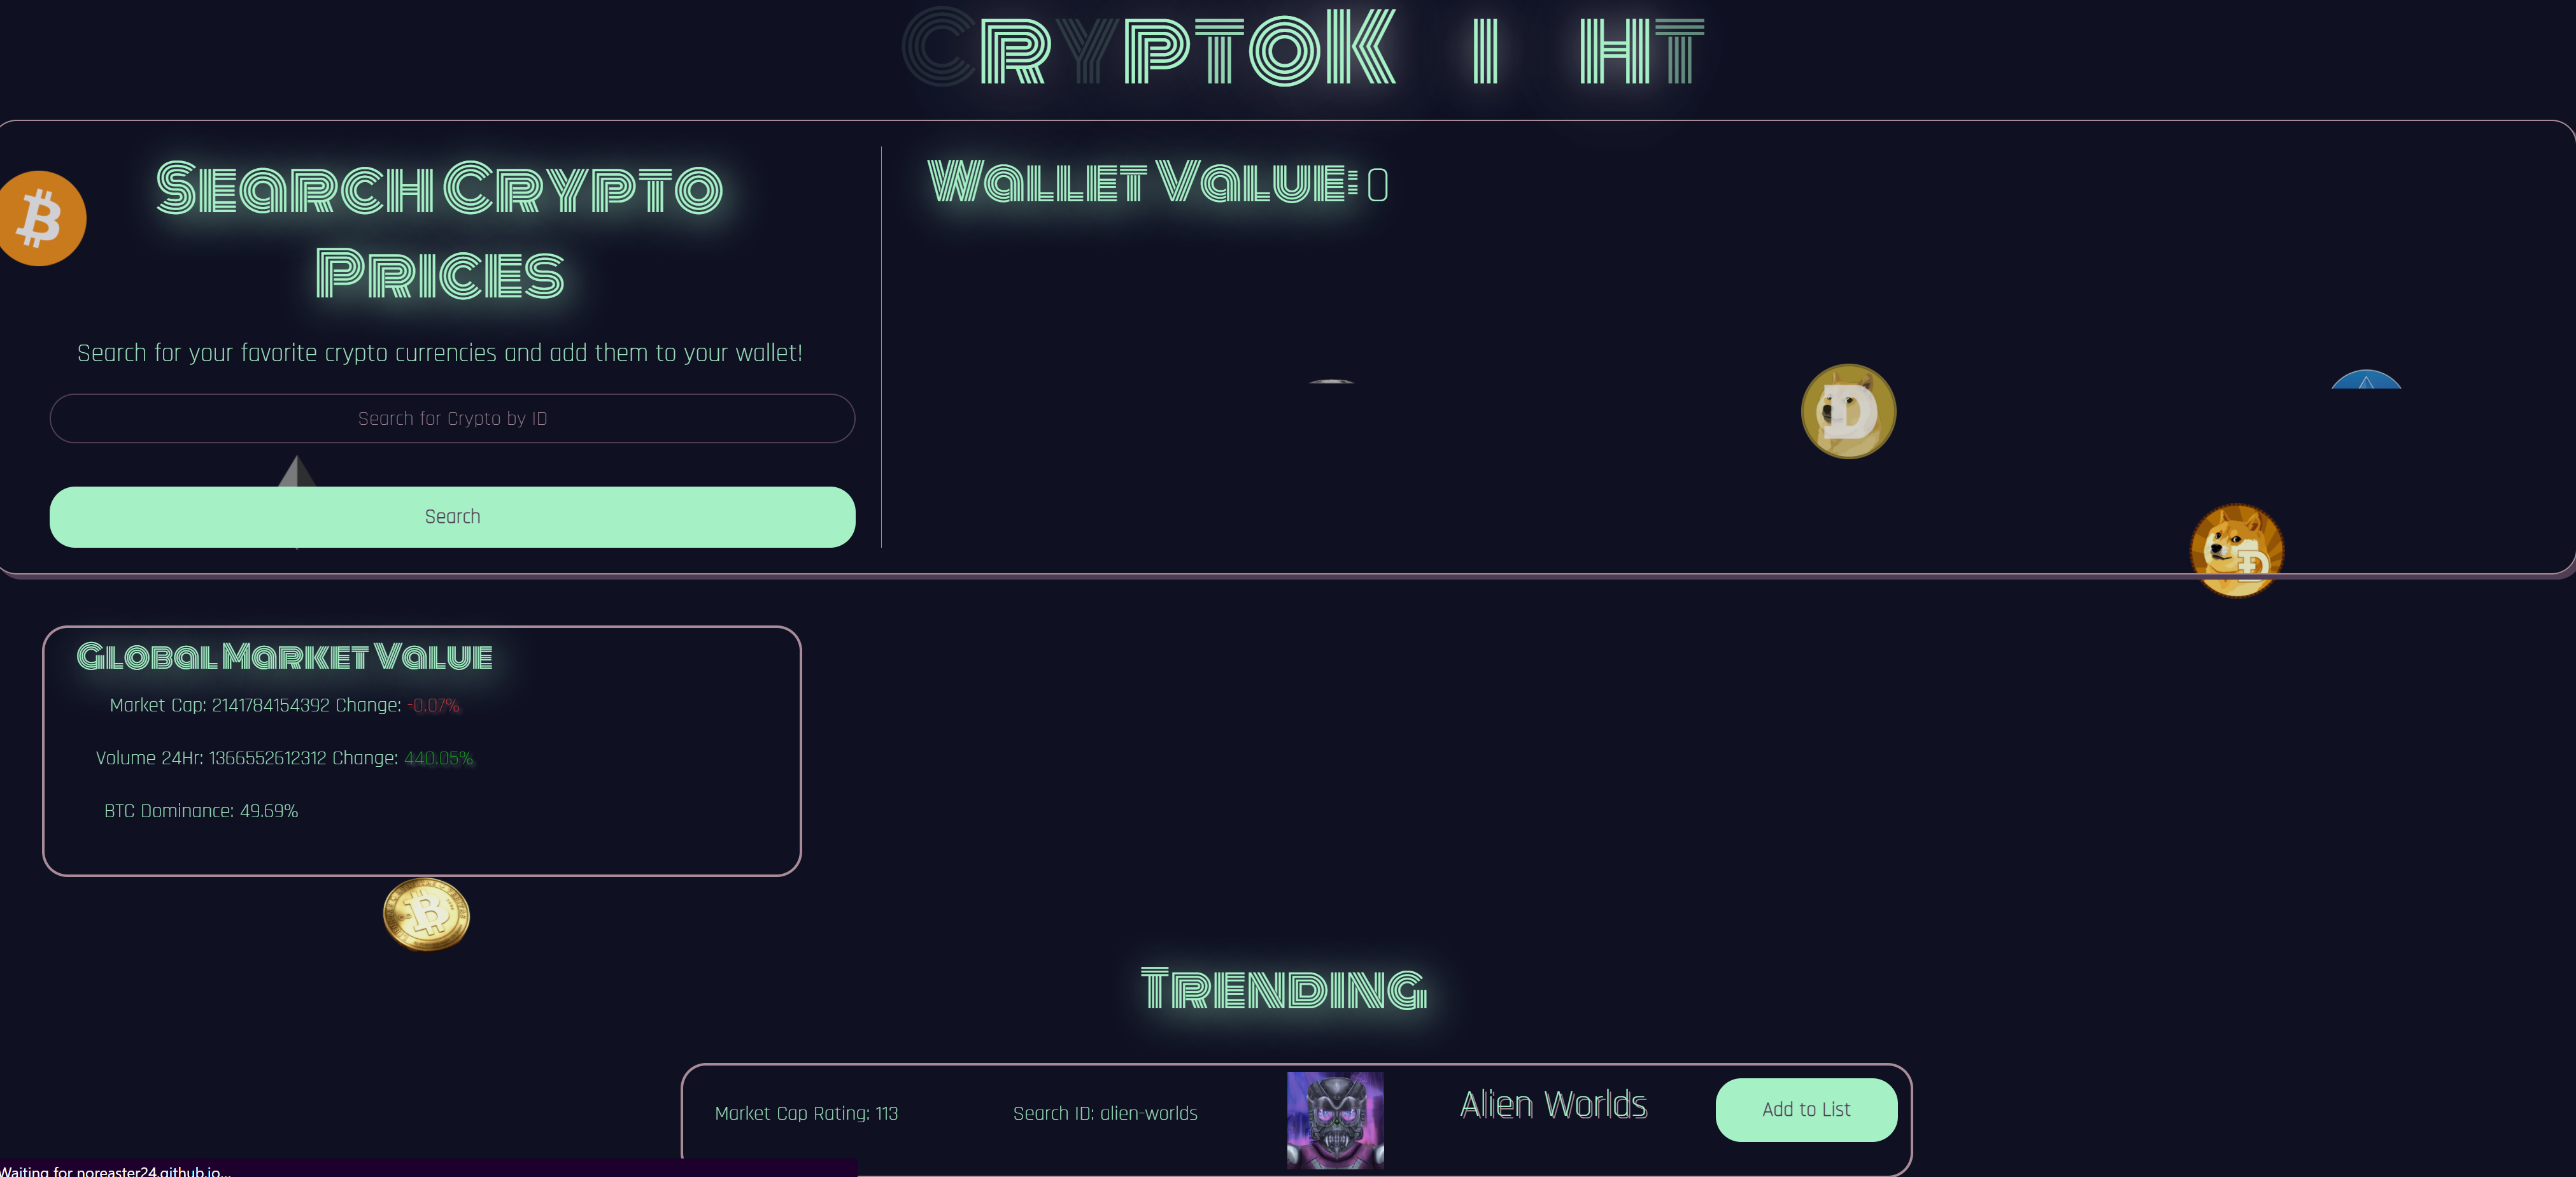 CRYPTOK I HT
Search Crypto
Prices
Wallet Value: 0
Search for your favorite crypto currencies and add them to your wallet!
Search for Crypto by ID
Search
Global Market Value
Market Cap: 2141784154392 Change: -0.07%
Volume 24Hr: 1366552612312 Change: 440.05%
BTC Dominance: 49.69%
Trending
Market Cap Rating: 113
Search ID: alien-worlds
Alien Worlds
Add to List
Waiting for noreaster24.github.io...